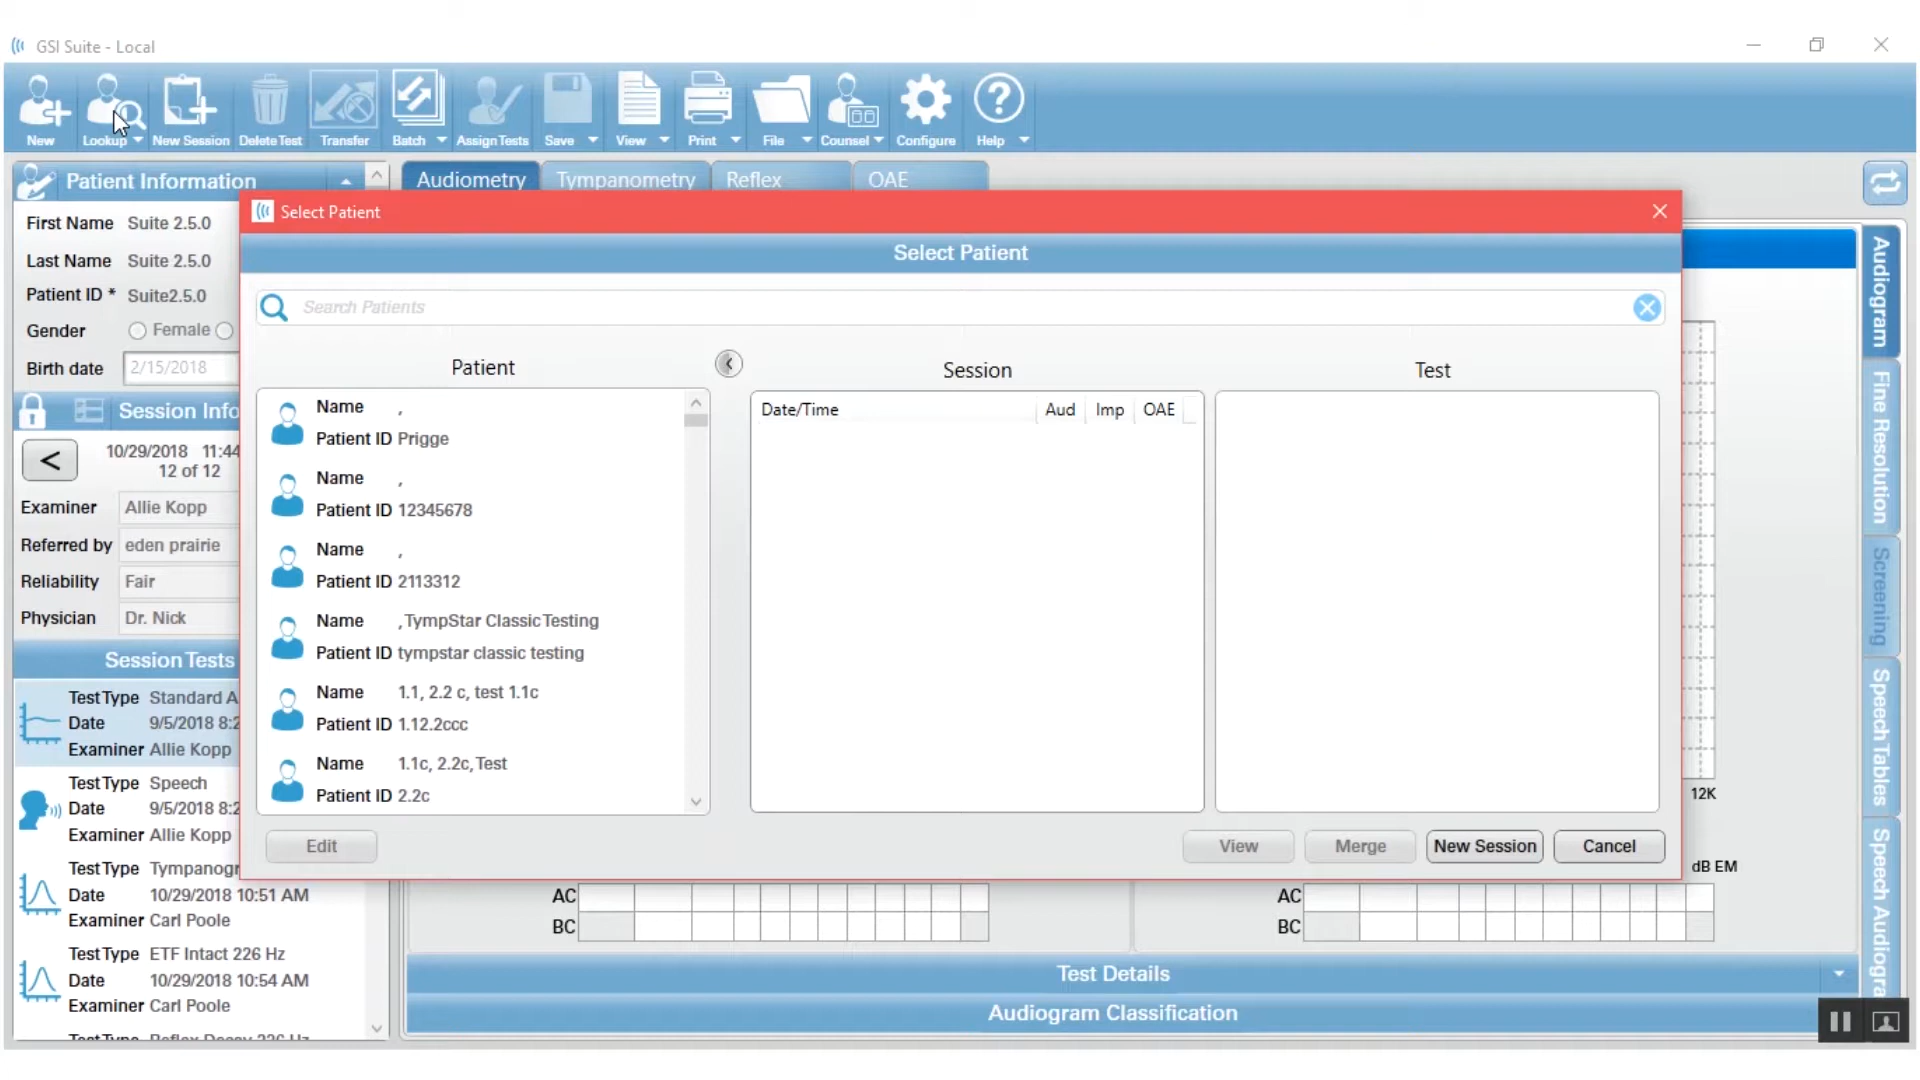 GSI Suite - Local
New Lookup New Session Delete Test Transfer Batch Assign Tests Save View Print File Counsel Configure Help
Patient Information
Audiometry Tympanometry Reflex OAE
First Name Suite 2.5.0
Last Name Suite 2.5.0
Patient ID * Suite2.5.0
Gender Female
Birth date 2/15/2018
Session Info
< 10/29/2018 11:44
12 of 12
Examiner Allie Kopp
Referred by eden prairie
Reliability Fair
Physician Dr. Nick
Session Tests
Test Type Standard A
Date 9/5/2018 8:2
Examiner Allie Kopp
Test Type Speech
Date 9/5/2018 8:2
Examiner Allie Kopp
Test Type Tympanogr
Date 10/29/2018 10:51 AM
Examiner Carl Poole
Test Type ETF Intact 226 Hz
Date 10/29/2018 10:54 AM
Examiner Carl Poole
Test Type Reflex Decay 226 Hz
Select Patient
Select Patient
Search Patients
Patient
Name ,
Patient ID Prigge
Name ,
Patient ID 12345678
Name ,
Patient ID 2113312
Name , TympStar Classic Testing
Patient ID tympstar classic testing
Name 1.1, 2.2 c, test 1.1c
Patient ID 1.12.2ccc
Name 1.1c, 2.2c, Test
Patient ID 2.2c
Session
Date/Time Aud Imp OAE
Test
Edit View Merge New Session Cancel
12K
dB EM
AC
BC
AC
BC
Test Details
Audiogram Classification
Audiogram
Fine Resolution
Screening
Speech Tables
Speech Audiogra